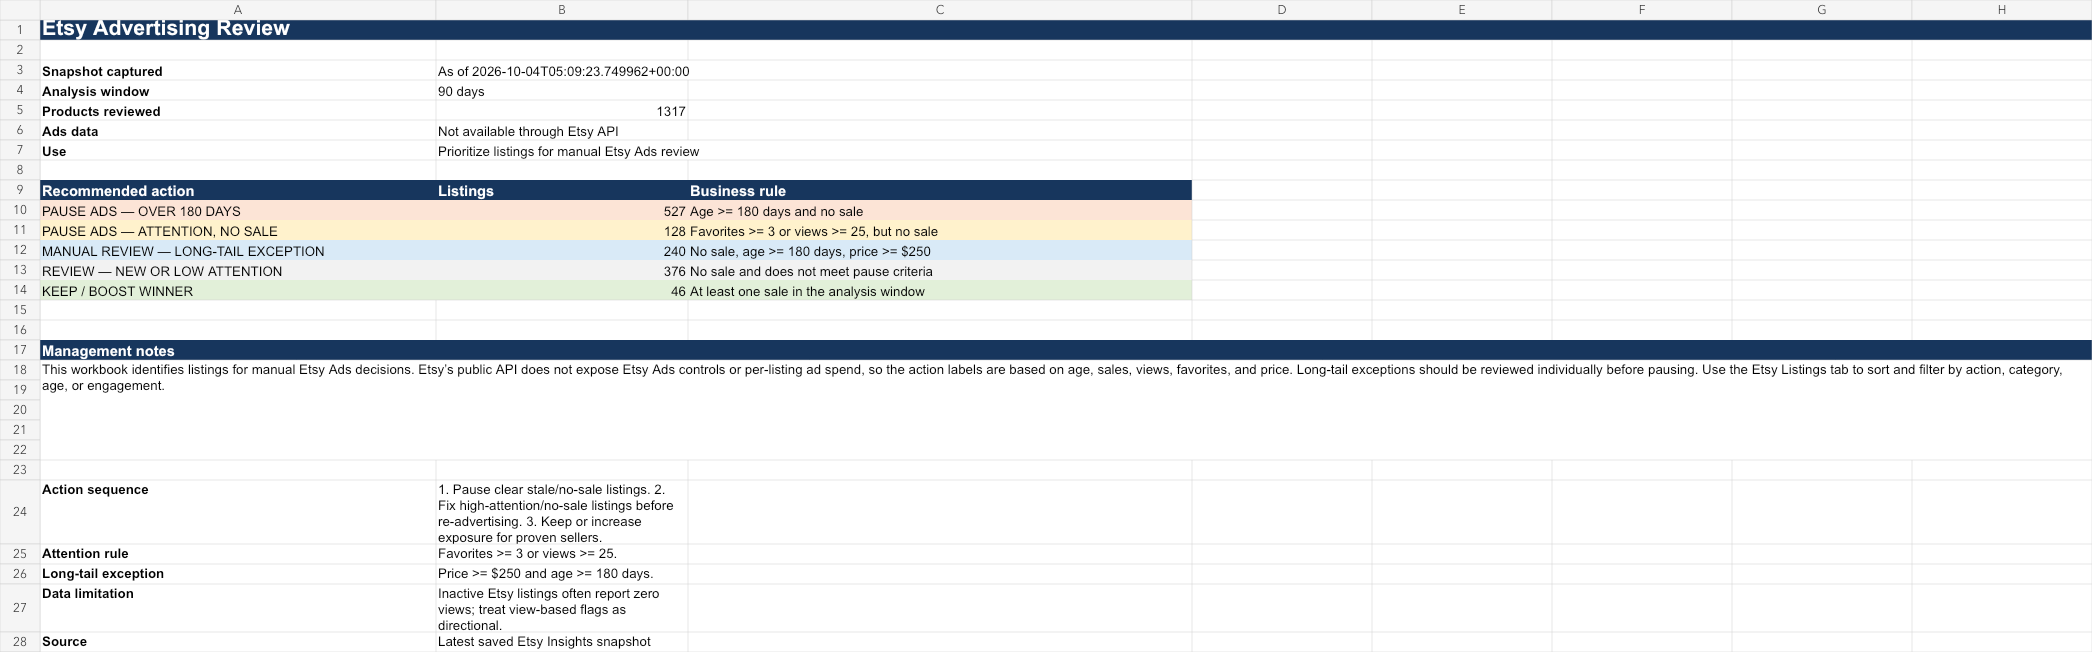 A B C D E F G H
1 Etsy Advertising Review
2
3 Snapshot captured As of 2026-10-04T05:09:23.749962+00:00
4 Analysis window 90 days
5 Products reviewed 1317
6 Ads data Not available through Etsy API
7 Use Prioritize listings for manual Etsy Ads review
8
9 Recommended action Listings Business rule
10 PAUSE ADS — OVER 180 DAYS 527 Age >= 180 days and no sale
11 PAUSE ADS — ATTENTION, NO SALE 128 Favorites >= 3 or views >= 25, but no sale
12 MANUAL REVIEW — LONG-TAIL EXCEPTION 240 No sale, age >= 180 days, price >= $250
13 REVIEW — NEW OR LOW ATTENTION 376 No sale and does not meet pause criteria
14 KEEP / BOOST WINNER 46 At least one sale in the analysis window
15
16
17 Management notes
18 This workbook identifies listings for manual Etsy Ads decisions. Etsy’s public API does not expose Etsy Ads controls or per-listing ad spend, so the action labels are based on age, sales, views, favorites, and price. Long-tail exceptions should be reviewed individually before pausing. Use the Etsy Listings tab to sort and filter by action, category,
19 age, or engagement.
20
21
22
23
24 Action sequence 1. Pause clear stale/no-sale listings. 2.
Fix high-attention/no-sale listings before
re-advertising. 3. Keep or increase
exposure for proven sellers.
25 Attention rule Favorites >= 3 or views >= 25.
26 Long-tail exception Price >= $250 and age >= 180 days.
27 Data limitation Inactive Etsy listings often report zero
views; treat view-based flags as
directional.
28 Source Latest saved Etsy Insights snapshot